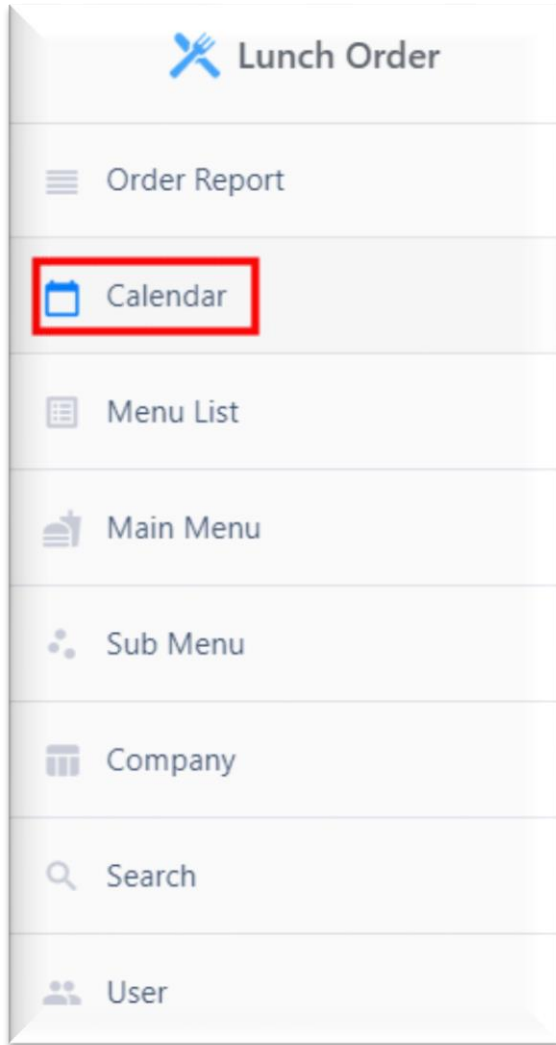 Lunch Order
Order Report
Calendar
Menu List
Main Menu
Sub Menu
Company
Search
User